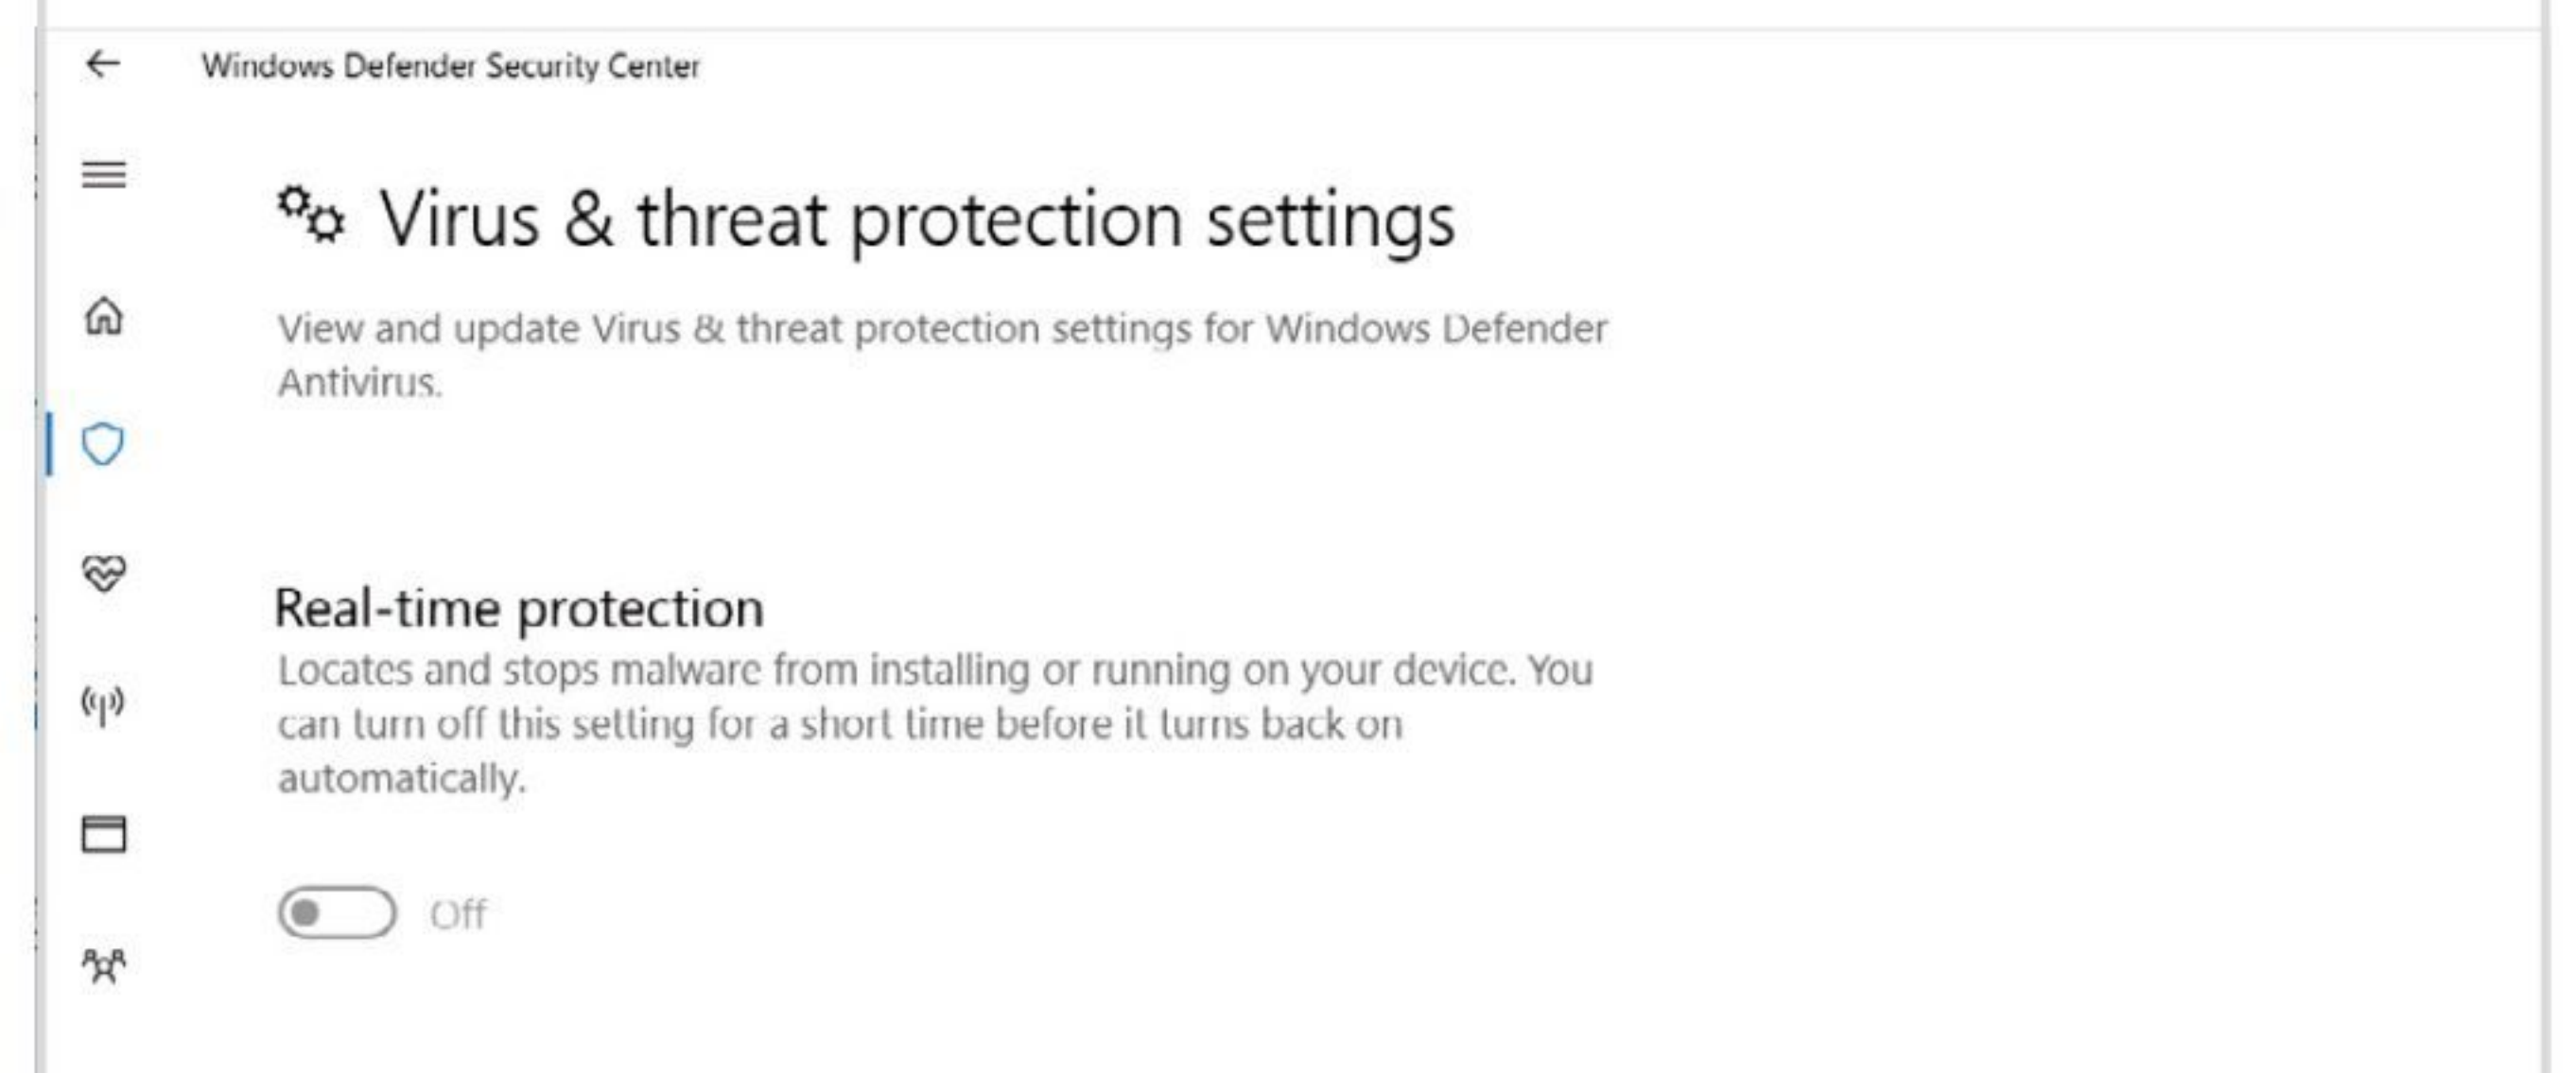 Windows Defender Security Center
Virus & threat protection settings
View and update Virus & threat protection settings for Windows Defender
Antivirus.
Real-time protection
Locates and stops malware from installing or running on your device. You
can turn off this setting for a short time before it turns back on
automatically.
Off